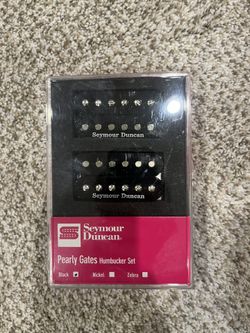 Seymour Duncan
Seymour Duncan
Seymour
Duncan
Pearly Gates Humbucker Set
Black Nickel Zebra